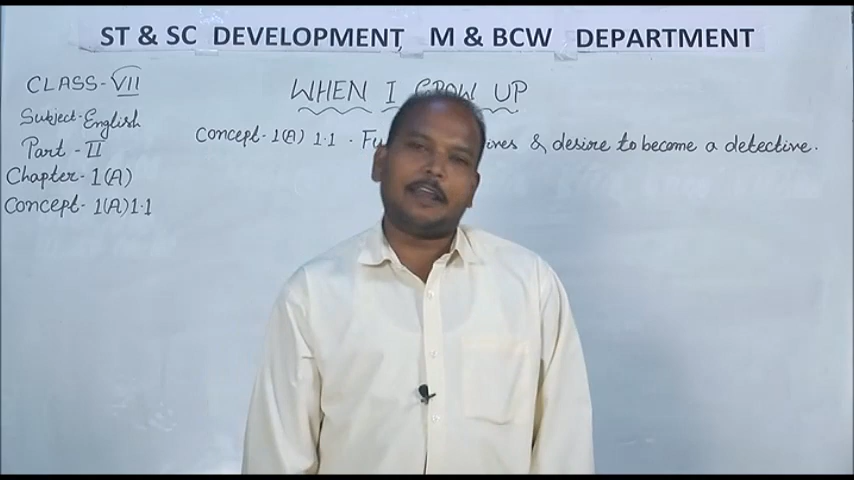 ST & SC DEVELOPMENT, M & BCW DEPARTMENT
CLASS-VII
WHEN I GROW UP
Subject-English
Concept-1(A) 1.1. & desire to become a detective.
Part-II
Chapter-1(A)
Concept-1(A)1.1